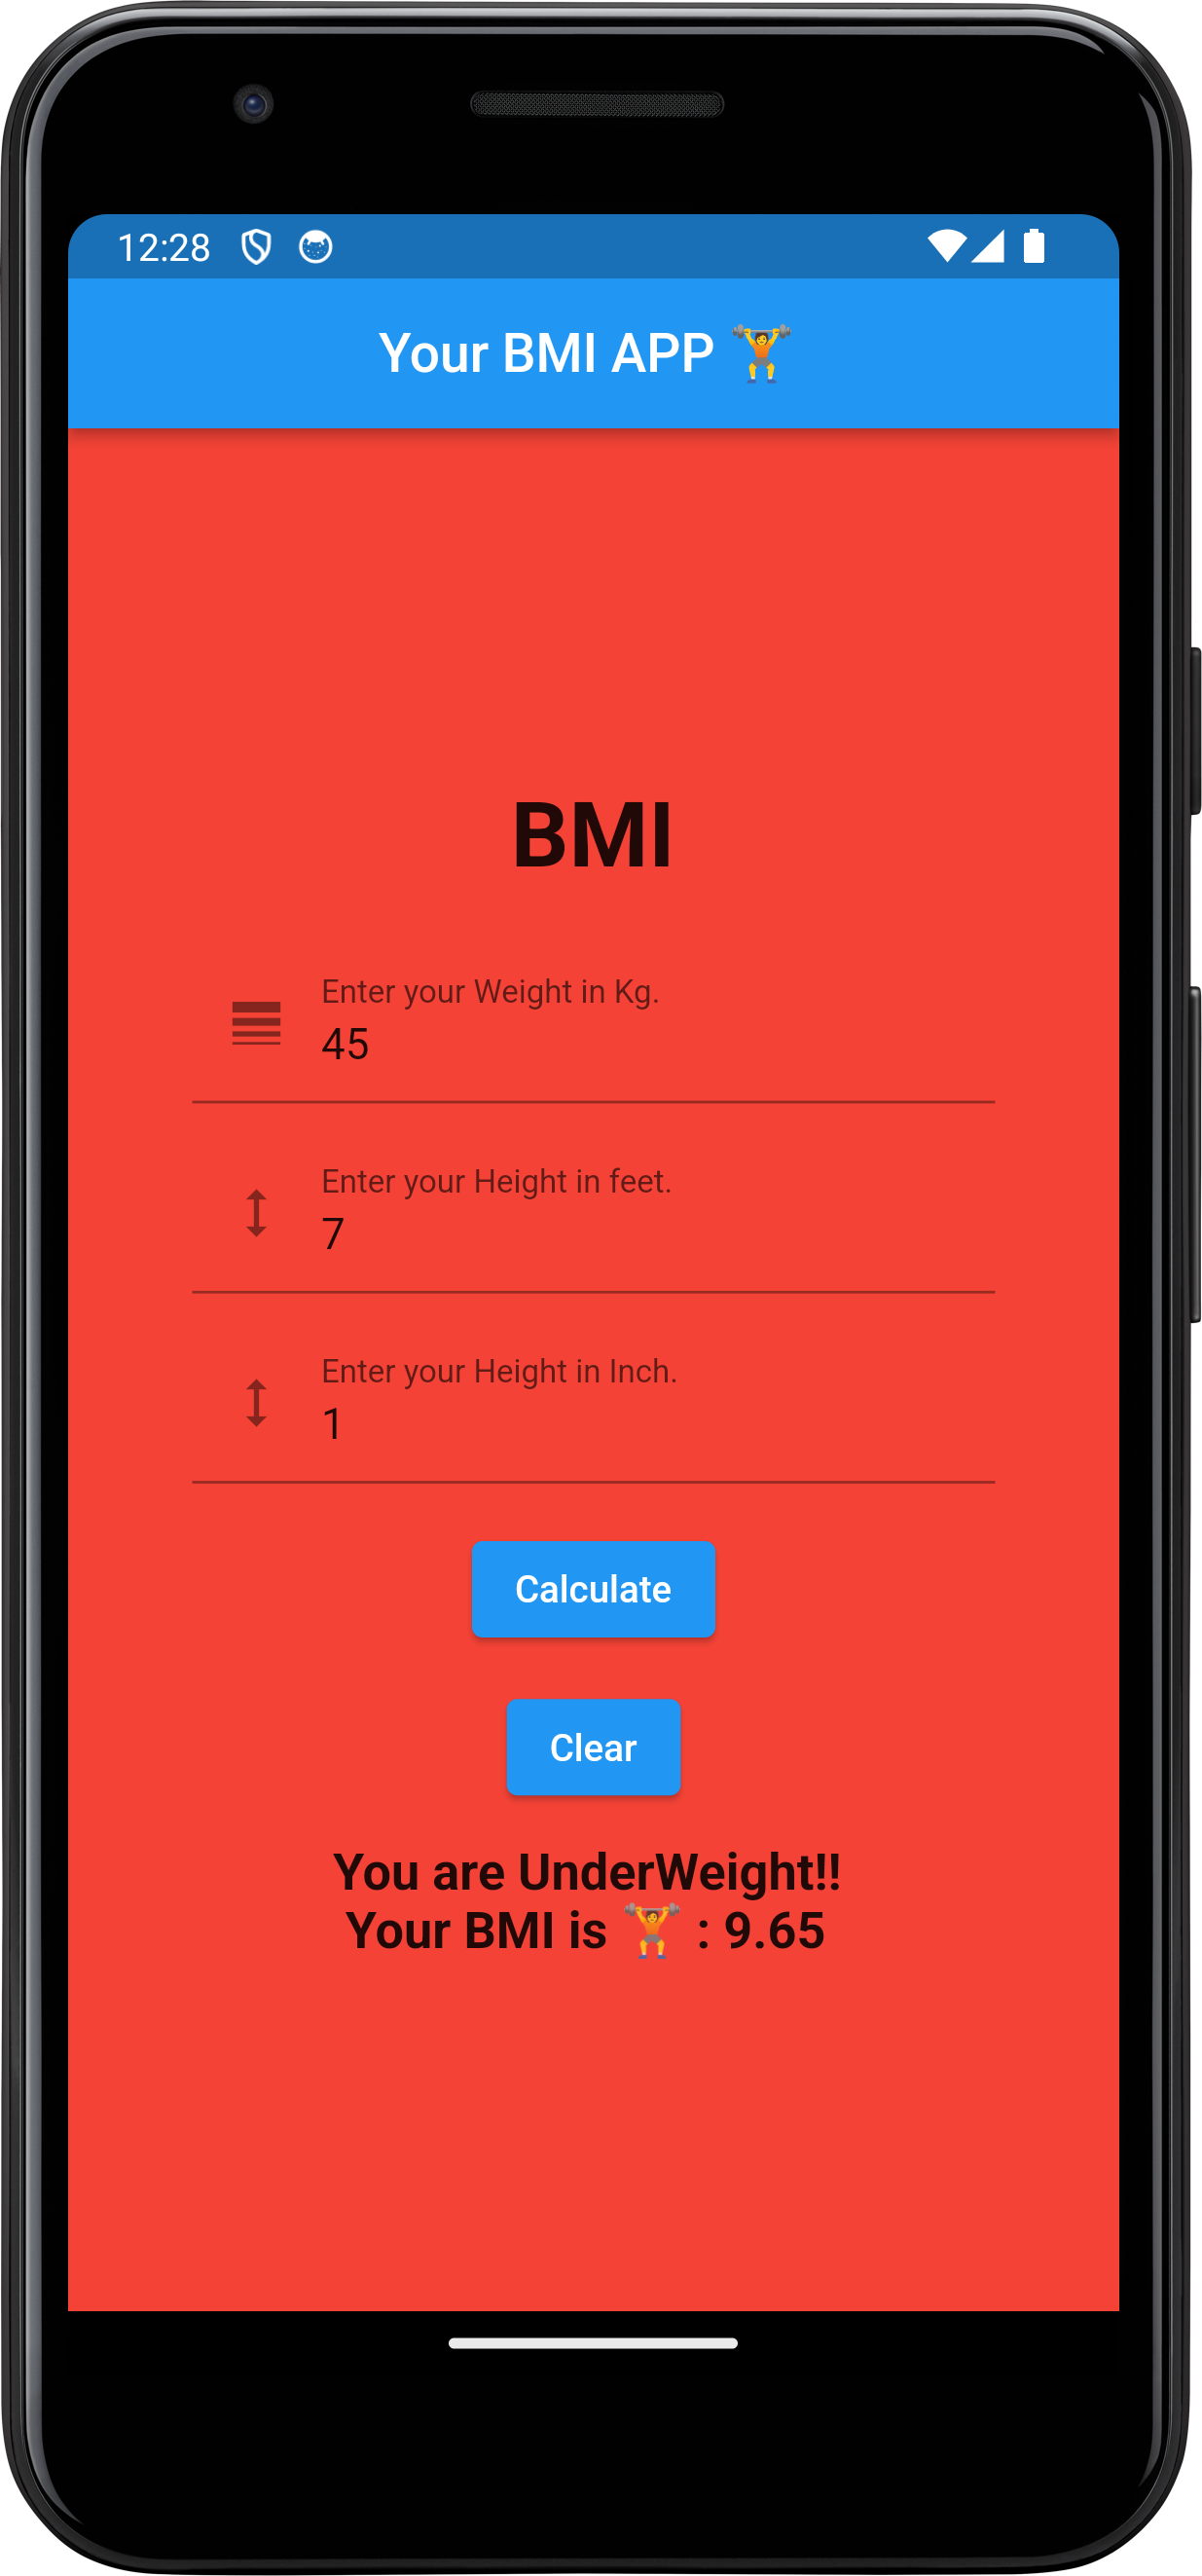 12:28
Your BMI APP 🏋️
BMI
Enter your Weight in Kg.
45
Enter your Height in feet.
7
Enter your Height in Inch.
1
Calculate
Clear
You are UnderWeight!!
Your BMI is 🏋️ : 9.65